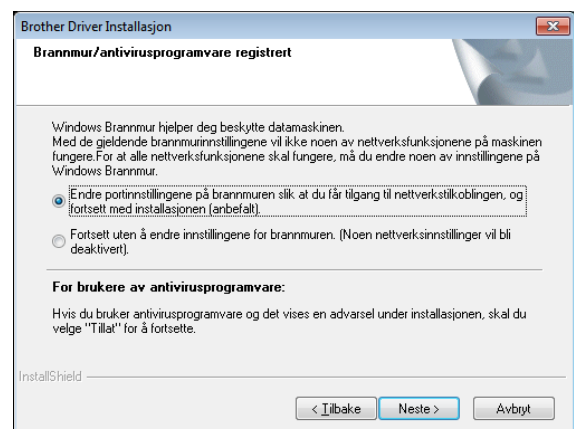 Brother Driver Installasjon
Brannmur/antivirusprogramvare registrert
Windows Brannmur hjelper deg beskytte datamaskinen.
Med de gjeldende brannmurinnstillingene vil ikke noen av nettverksfunksjonene på maskinen
fungere.For at alle nettverksfunksjonene skal fungere, må du endre noen av innstillingene på
Windows Brannmur.
Endre portinnstillingene på brannmuren slik at du får tilgang til nettverkstilkoblingen, og
fortsett med installasjonen (anbefalt).
Fortsett uten å endre innstillingene for brannmuren. (Noen nettverksinnstillinger vil bli
deaktivert).
For brukere av antivirusprogramvare:
Hvis du bruker antivirusprogramvare og det vises en advarsel under installasjonen, skal du
velge "Tillat" for å fortsette.
InstallShield
< Tilbake
Neste >
Avbryt